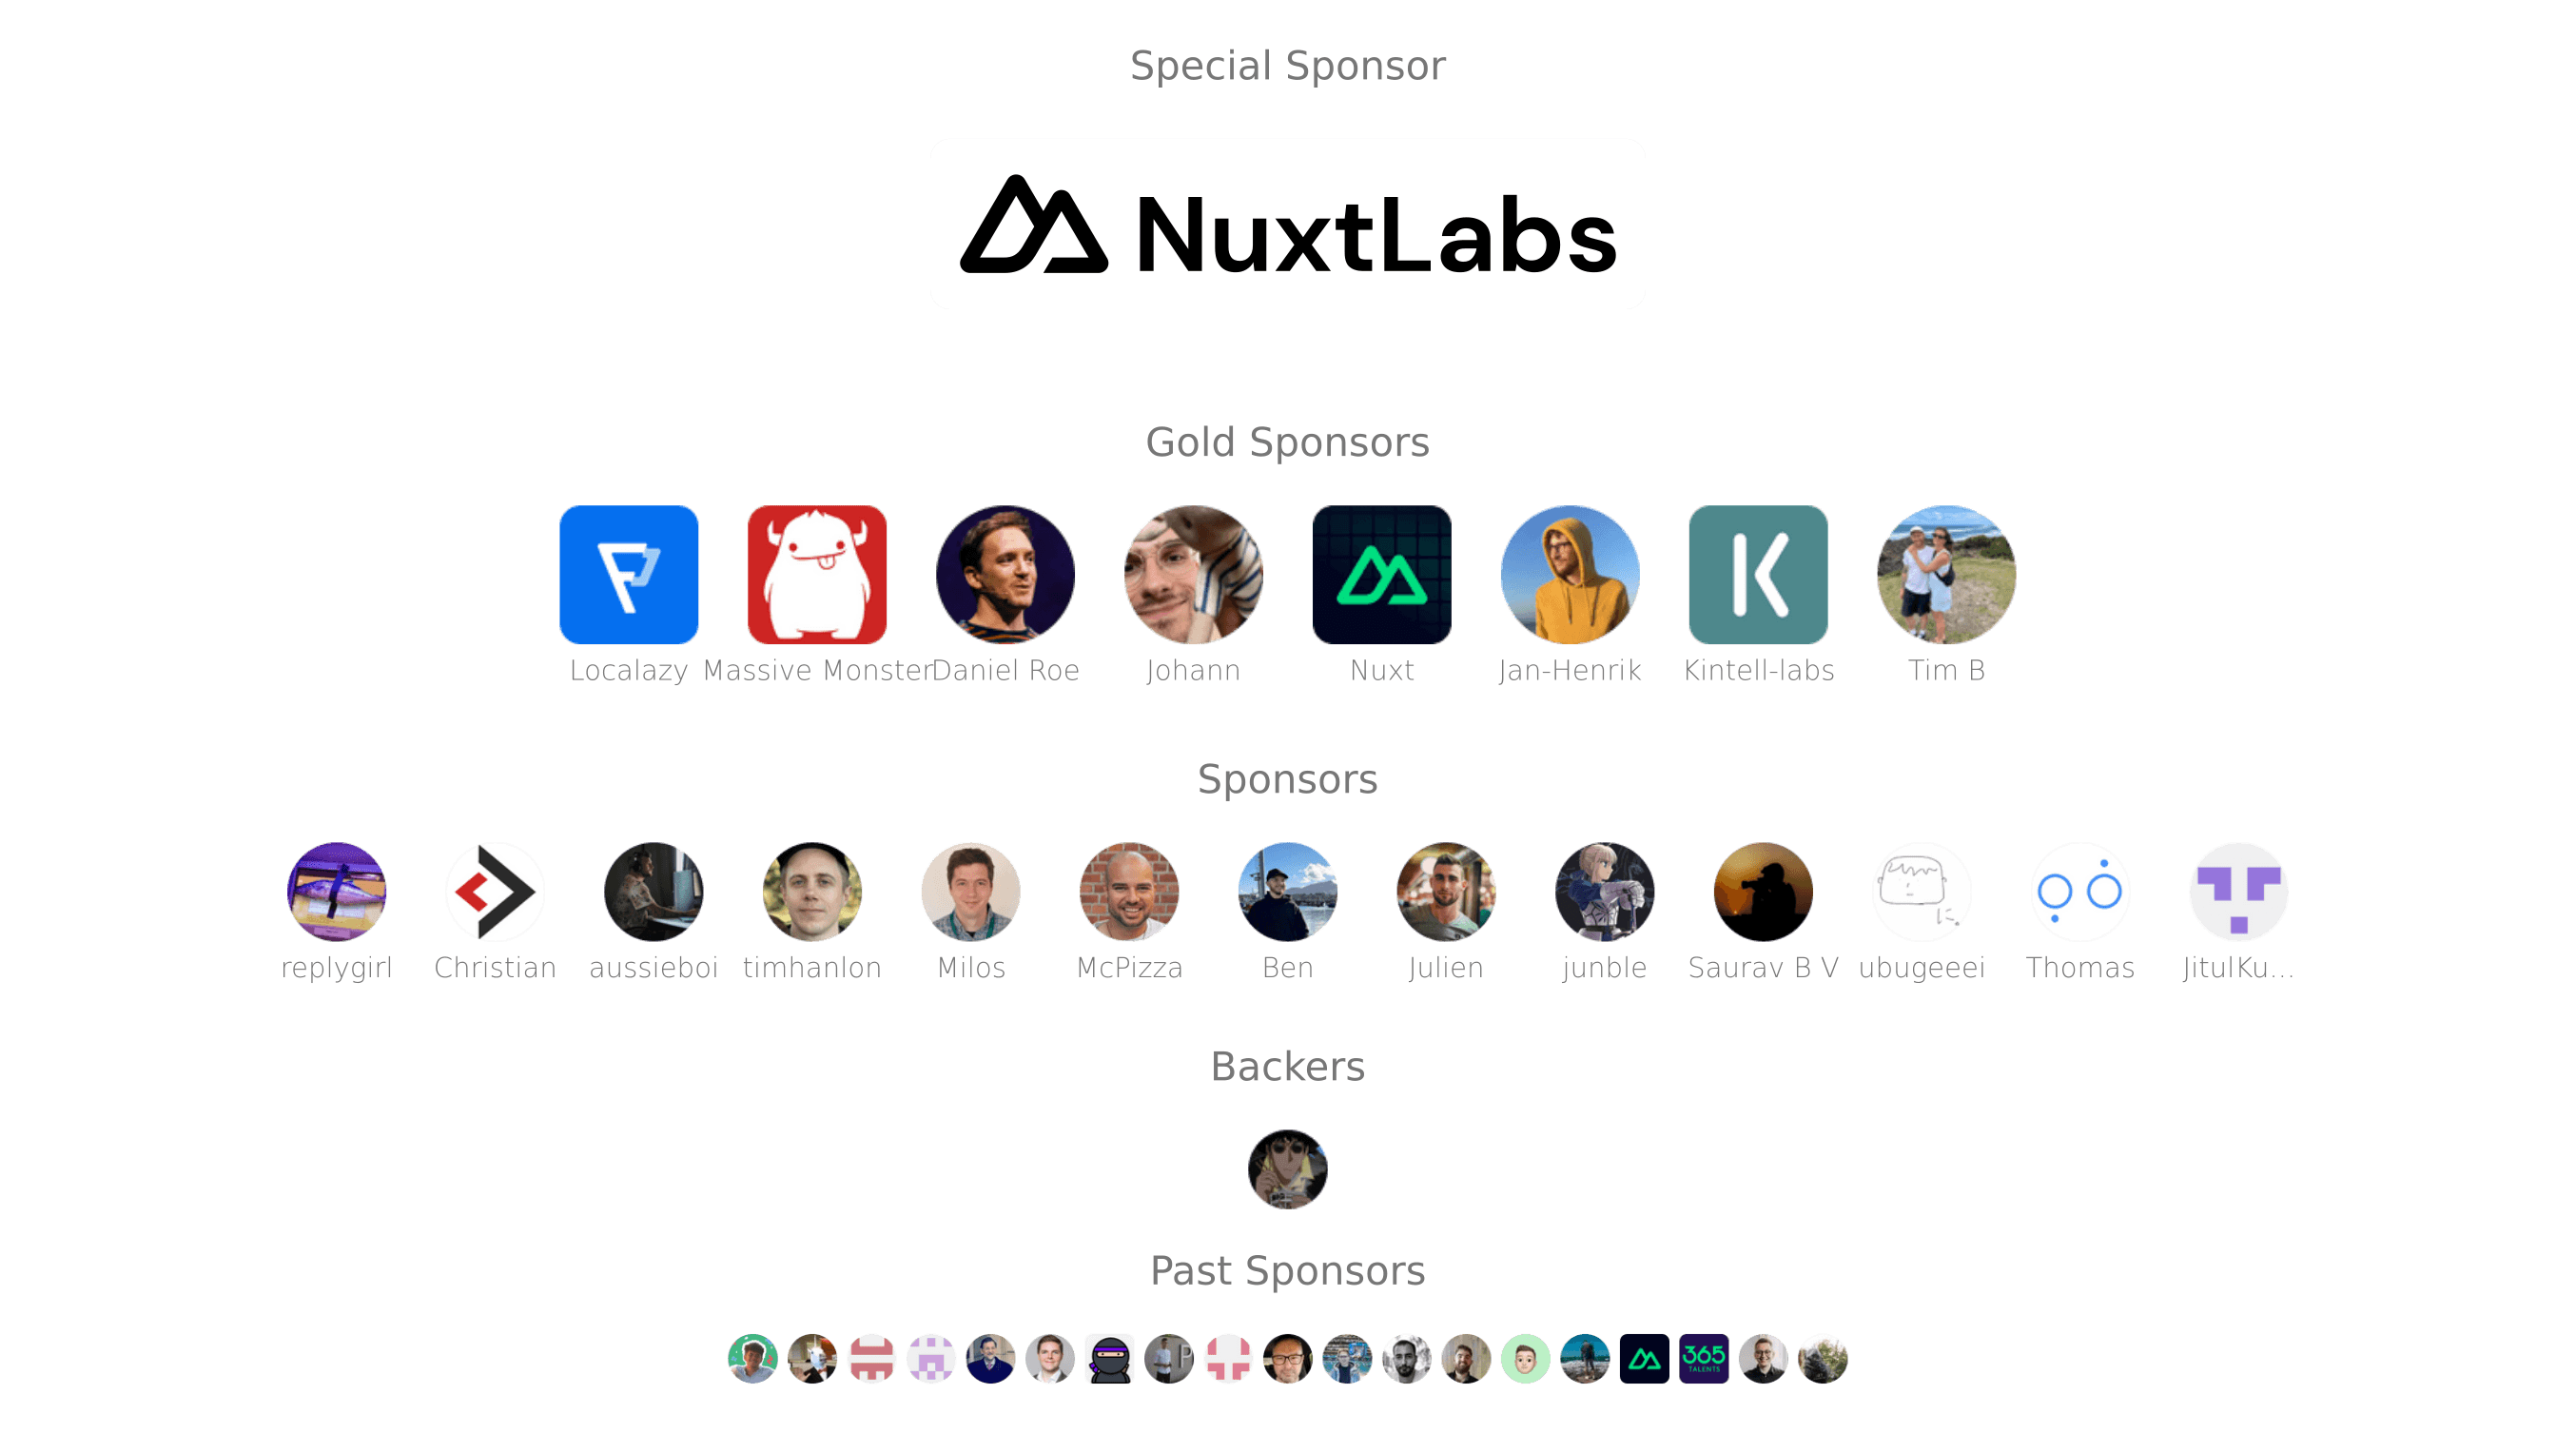 Special Sponsor
NuxtLabs
Gold Sponsors
Localazy Massive Monster Daniel Roe Johann Nuxt Jan-Henrik Kintell-labs Tim B
Sponsors
replygirl Christian aussieboi timhanlon Milos McPizza Ben Julien junble Saurav B V ubugeeei Thomas JitulKu...
Backers
Past Sponsors
P
365
TALENTS